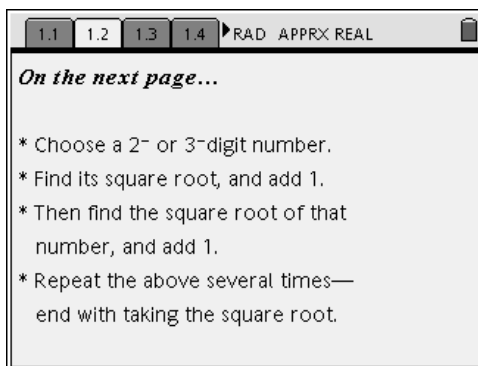 1.1 1.2 1.3 1.4 RAD APPRX REAL
On the next page...
* Choose a 2- or 3-digit number.
* Find its square root, and add 1.
* Then find the square root of that
number, and add 1.
* Repeat the above several times—
end with taking the square root.